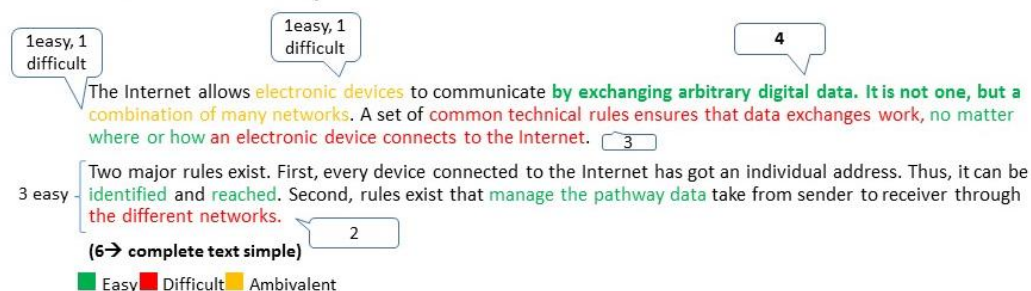 1easy, 1
difficult
1easy, 1
difficult
4
The Internet allows electronic devices to communicate by exchanging arbitrary digital data. It is not one, but a
combination of many networks. A set of common technical rules ensures that data exchanges work, no matter
where or how an electronic device connects to the Internet. 3
Two major rules exist. First, every device connected to the Internet has got an individual address. Thus, it can be
3 easy identified and reached. Second, rules exist that manage the pathway data take from sender to receiver through
the different networks.
2
(6→ complete text simple)
Easy Difficult Ambivalent